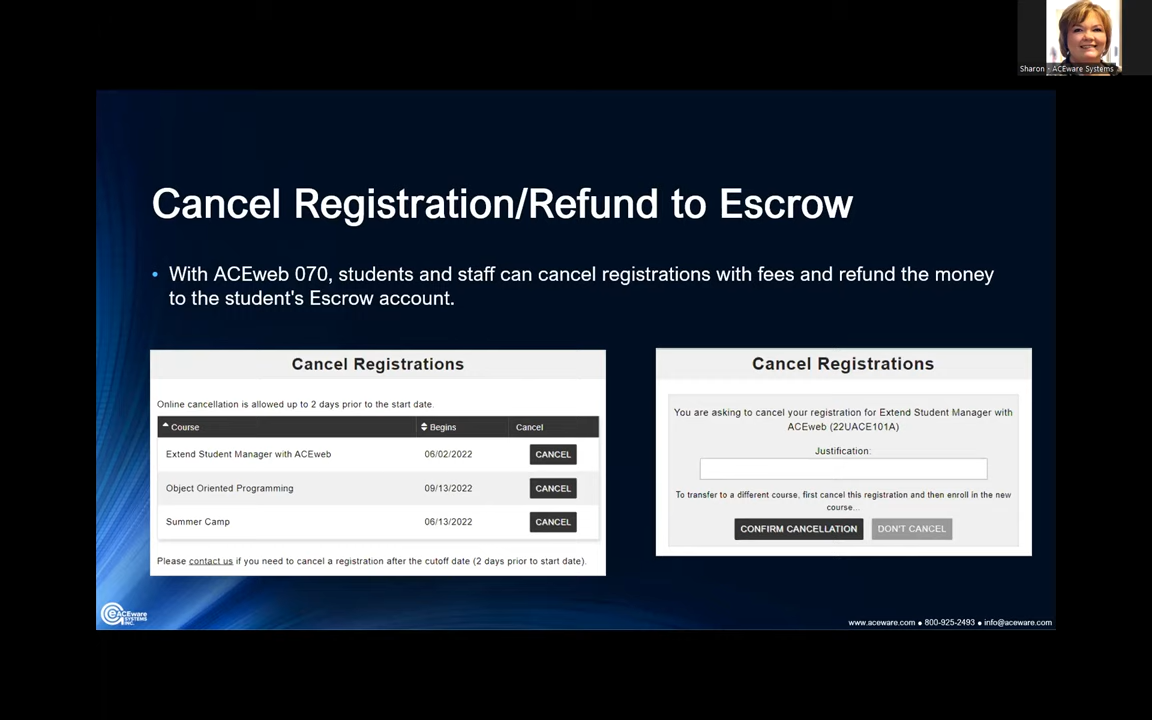 Sharon - ACEware Systems
Cancel Registration/Refund to Escrow
• With ACEweb 070, students and staff can cancel registrations with fees and refund the money
to the student's Escrow account.
Cancel Registrations
Online cancellation is allowed up to 2 days prior to the start date.
Course Begins Cancel
Extend Student Manager with ACEweb 06/02/2022 CANCEL
Object Oriented Programming 09/13/2022 CANCEL
Summer Camp 06/13/2022 CANCEL
Please contact us if you need to cancel a registration after the cutoff date (2 days prior to start date).
Cancel Registrations
You are asking to cancel your registration for Extend Student Manager with
ACEweb (22UACE101A)
Justification:
To transfer to a different course, first cancel this registration and then enroll in the new
course...
CONFIRM CANCELLATION DON'T CANCEL
ACEware
SYSTEMS
INC.
www.aceware.com ● 800-925-2493 ● info@aceware.com